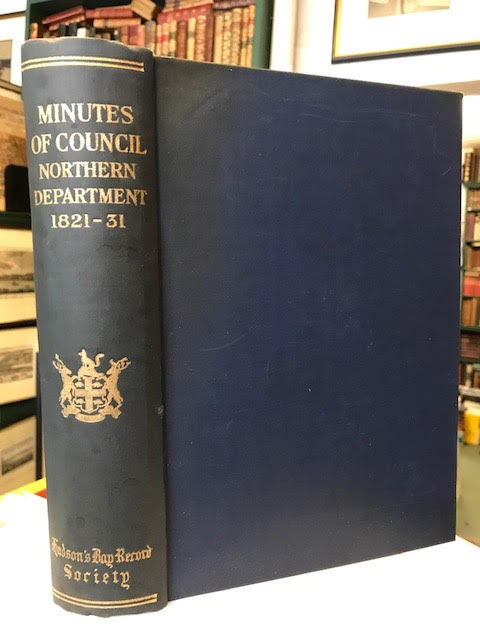 MINUTES
OF COUNCIL
NORTHERN
DEPARTMENT
1821-31
Hudson's Bay Record
Society